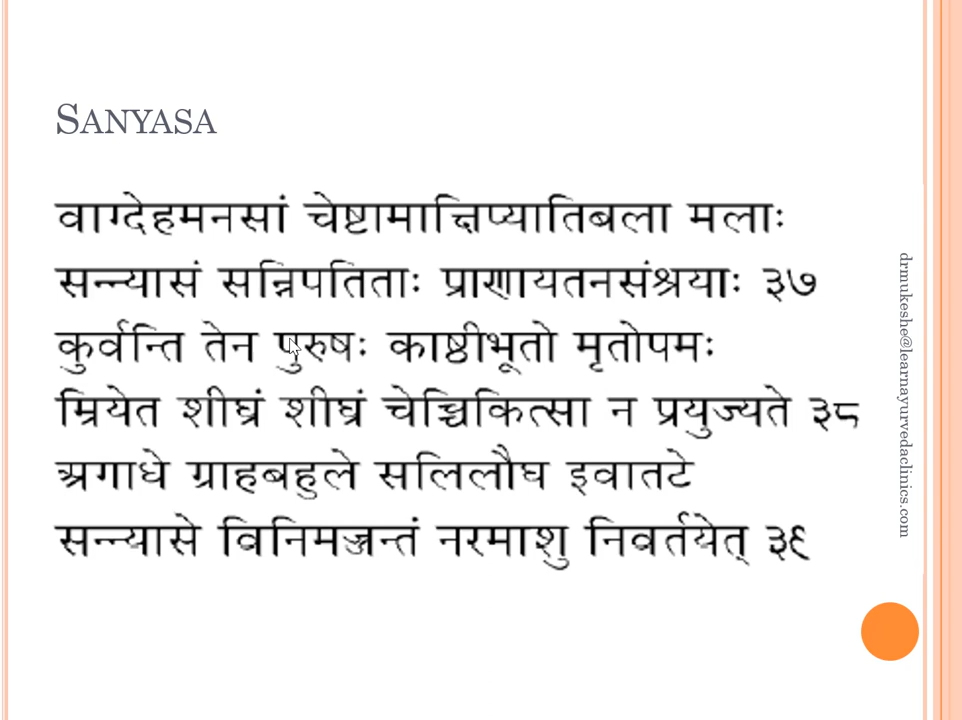 SANYASA
वाग्देहमनसां चेष्टामाक्षिप्यातिबला मलाः
सन्न्यासं सन्निपतिताः प्राणायतनसंश्रयाः ३७
कुर्वन्ति तेन पुरुषः काष्ठीभूतो मृतोपमः
म्रियेत शीघ्रं शीघ्रं चेच्चिकित्सा न प्रयुज्यते ३८
अगाधे ग्राहबहुले सलिलौघ इवातटे
सन्न्यासे विनिमज्जन्तं नरमाशु निवर्तयेत् ३९
drmukeshe@learnayurvedaclinics.com